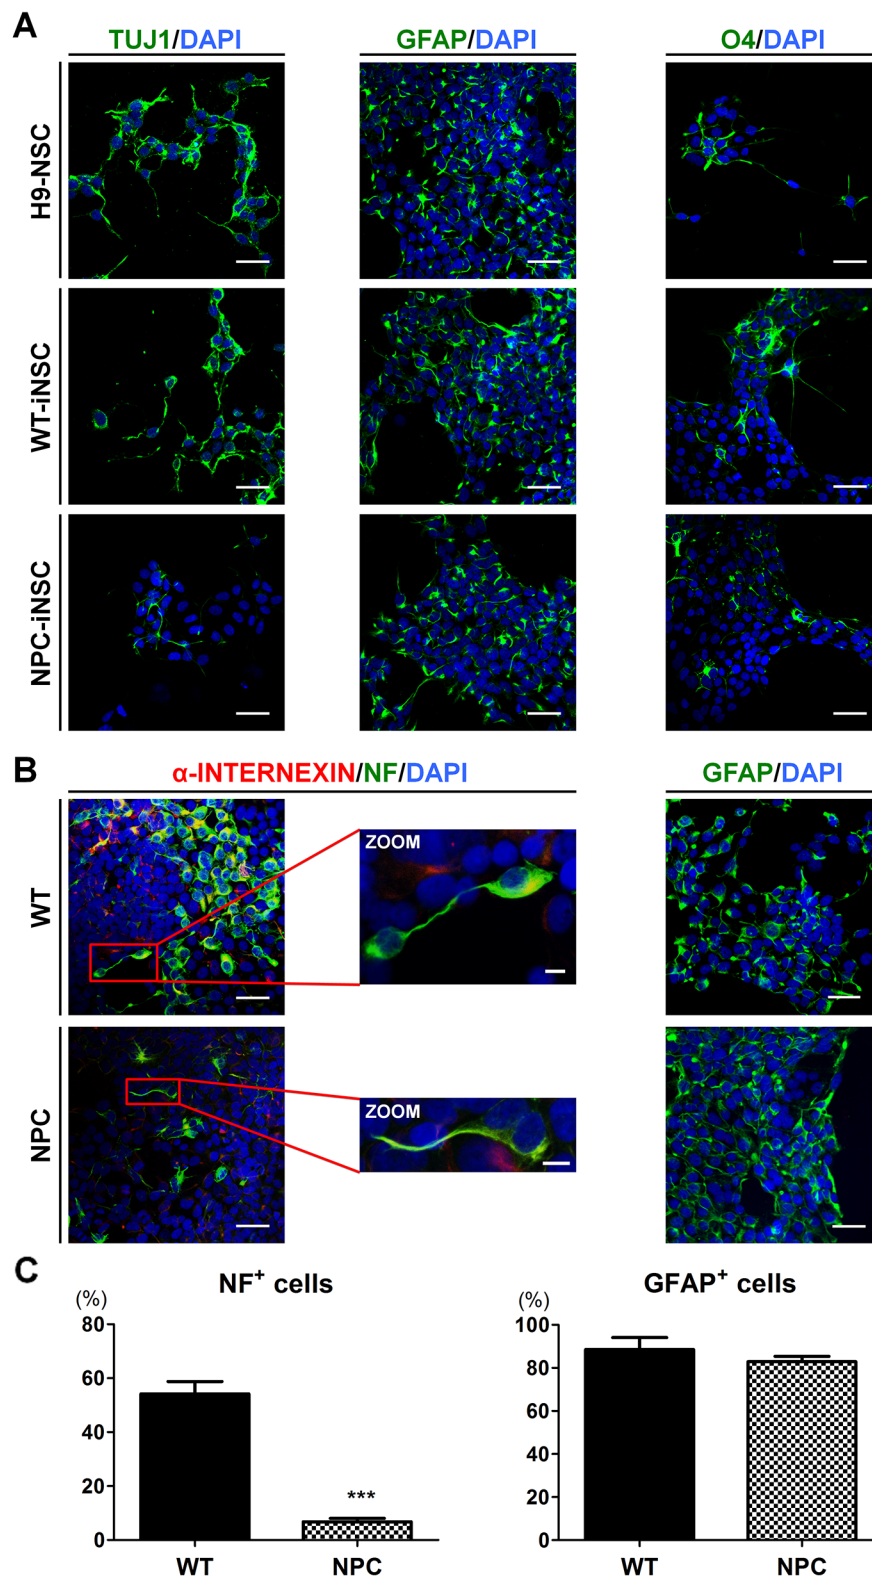 A
TUJ1/DAPI
GFAP/DAPI
O4/DAPI
H9-NSC
WT-iNSC
NPC-iNSC
B
α-INTERNEXIN/NF/DAPI
GFAP/DAPI
WT
ZOOM
NPC
ZOOM
C
NF⁺ cells
(%)
80
60
40
20
0
***
WT
NPC
GFAP⁺ cells
(%)
100
80
60
40
20
0
WT
NPC